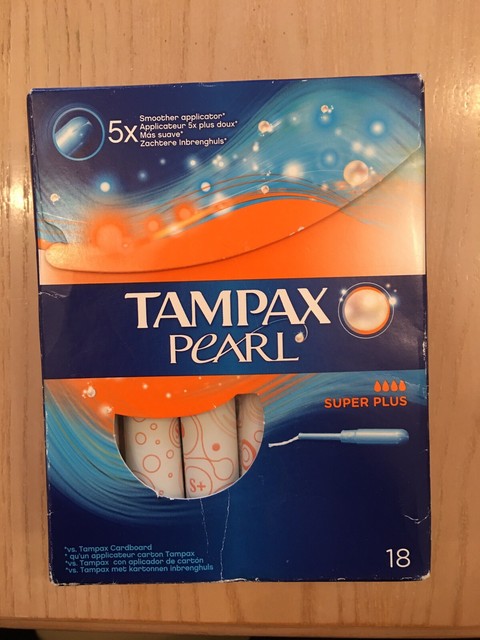 5x
Smoother applicator*
Applicateur 5x plus doux*
Más suave*
Zachtere Inbrenghuls*
TAMPAX
PEARL
SUPER PLUS
S+
*vs. Tampax Cardboard
* qu'un applicateur carton Tampax
*vs. Tampax con aplicador de cartón
*vs. Tampax met kartonnen inbrenghuls
18